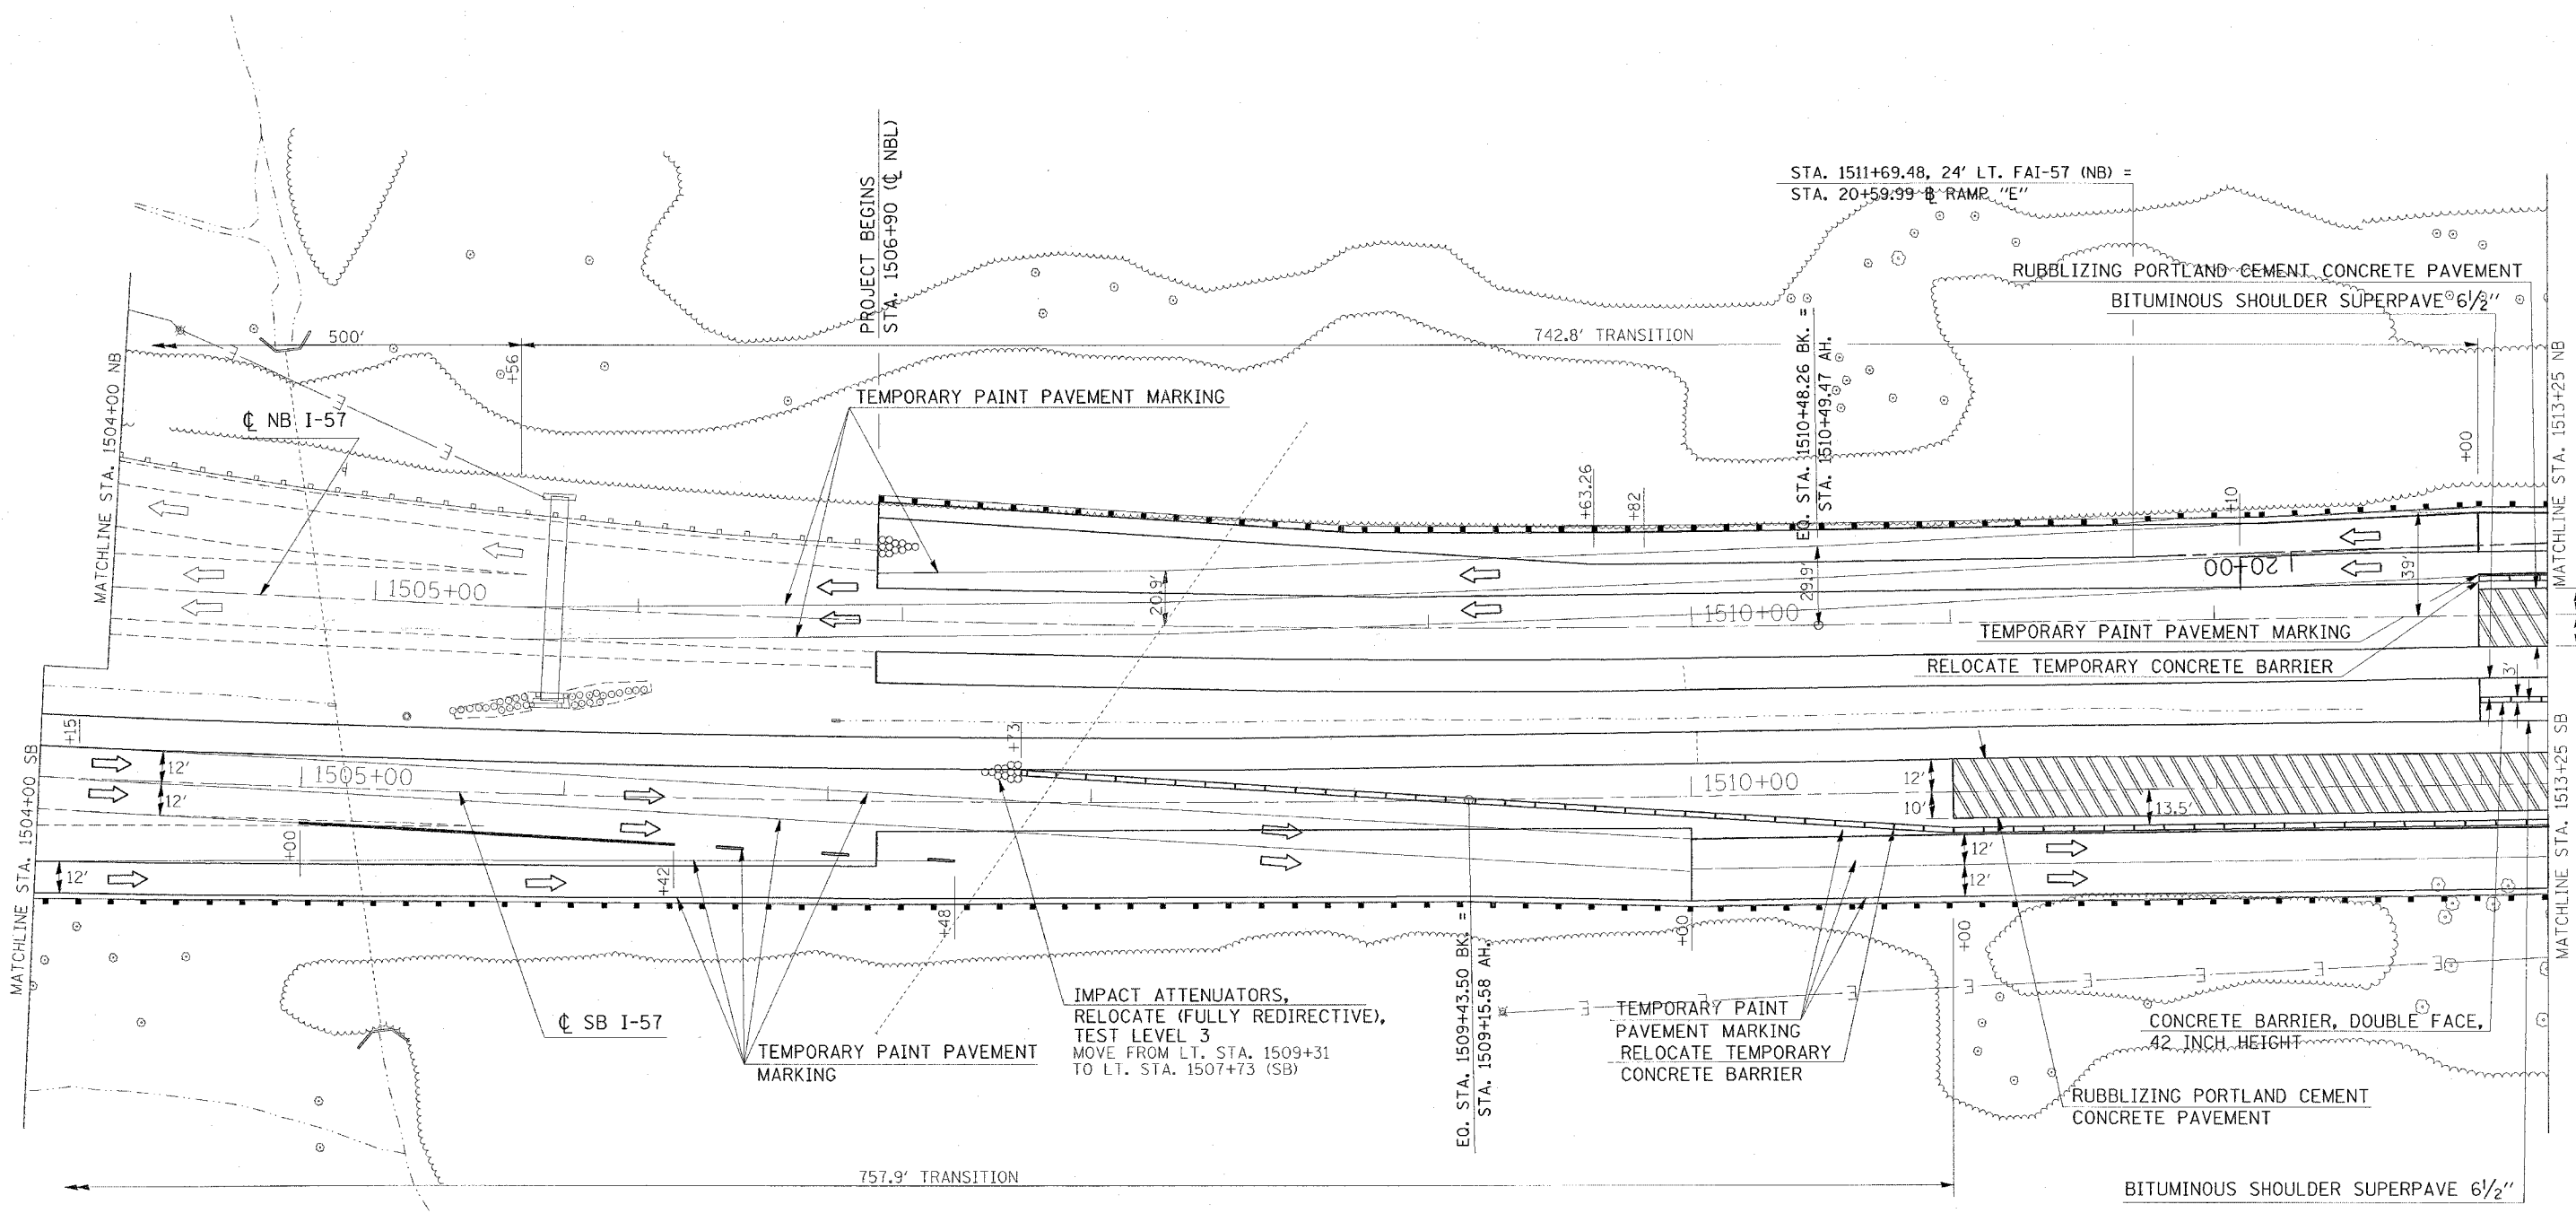 STA. 1511+69.48, 24' LT. FAI-57 (NB) =
STA. 20+59.99 ⅊ RAMP "E"
PROJECT BEGINS
STA. 1506+90 (℄ NBL)
RUBBLIZING PORTLAND CEMENT CONCRETE PAVEMENT
BITUMINOUS SHOULDER SUPERPAVE 6 1/2"
500'
742.8' TRANSITION
+56
EQ. STA. 1510+48.26 BK. =
STA. 1510+49.47 AH.
MATCHLINE STA. 1504+00 NB
MATCHLINE STA. 1513+25 NB
TEMPORARY PAINT PAVEMENT MARKING
℄ NB I-57
+00
+63.26
+82
+10
1505+00
20.9'
29.9'
1510+00
20+00
39'
TEMPORARY PAINT PAVEMENT MARKING
RELOCATE TEMPORARY CONCRETE BARRIER
3'
+15
+73
MATCHLINE STA. 1504+00 SB
MATCHLINE STA. 1513+25 SB
12'
12'
1505+00
1510+00
12'
10'
13.5'
+00
+42
12'
+48
12'
12'
+00
+00
EQ. STA. 1509+43.50 BK. =
STA. 1509+15.58 AH.
℄ SB I-57
TEMPORARY PAINT PAVEMENT
MARKING
IMPACT ATTENUATORS,
RELOCATE (FULLY REDIRECTIVE),
TEST LEVEL 3
MOVE FROM LT. STA. 1509+31
TO LT. STA. 1507+73 (SB)
TEMPORARY PAINT
PAVEMENT MARKING
RELOCATE TEMPORARY
CONCRETE BARRIER
CONCRETE BARRIER, DOUBLE FACE,
42 INCH HEIGHT
RUBBLIZING PORTLAND CEMENT
CONCRETE PAVEMENT
757.9' TRANSITION
BITUMINOUS SHOULDER SUPERPAVE 6 1/2"
E
E
E
E
E
E
E
E
E
E
E